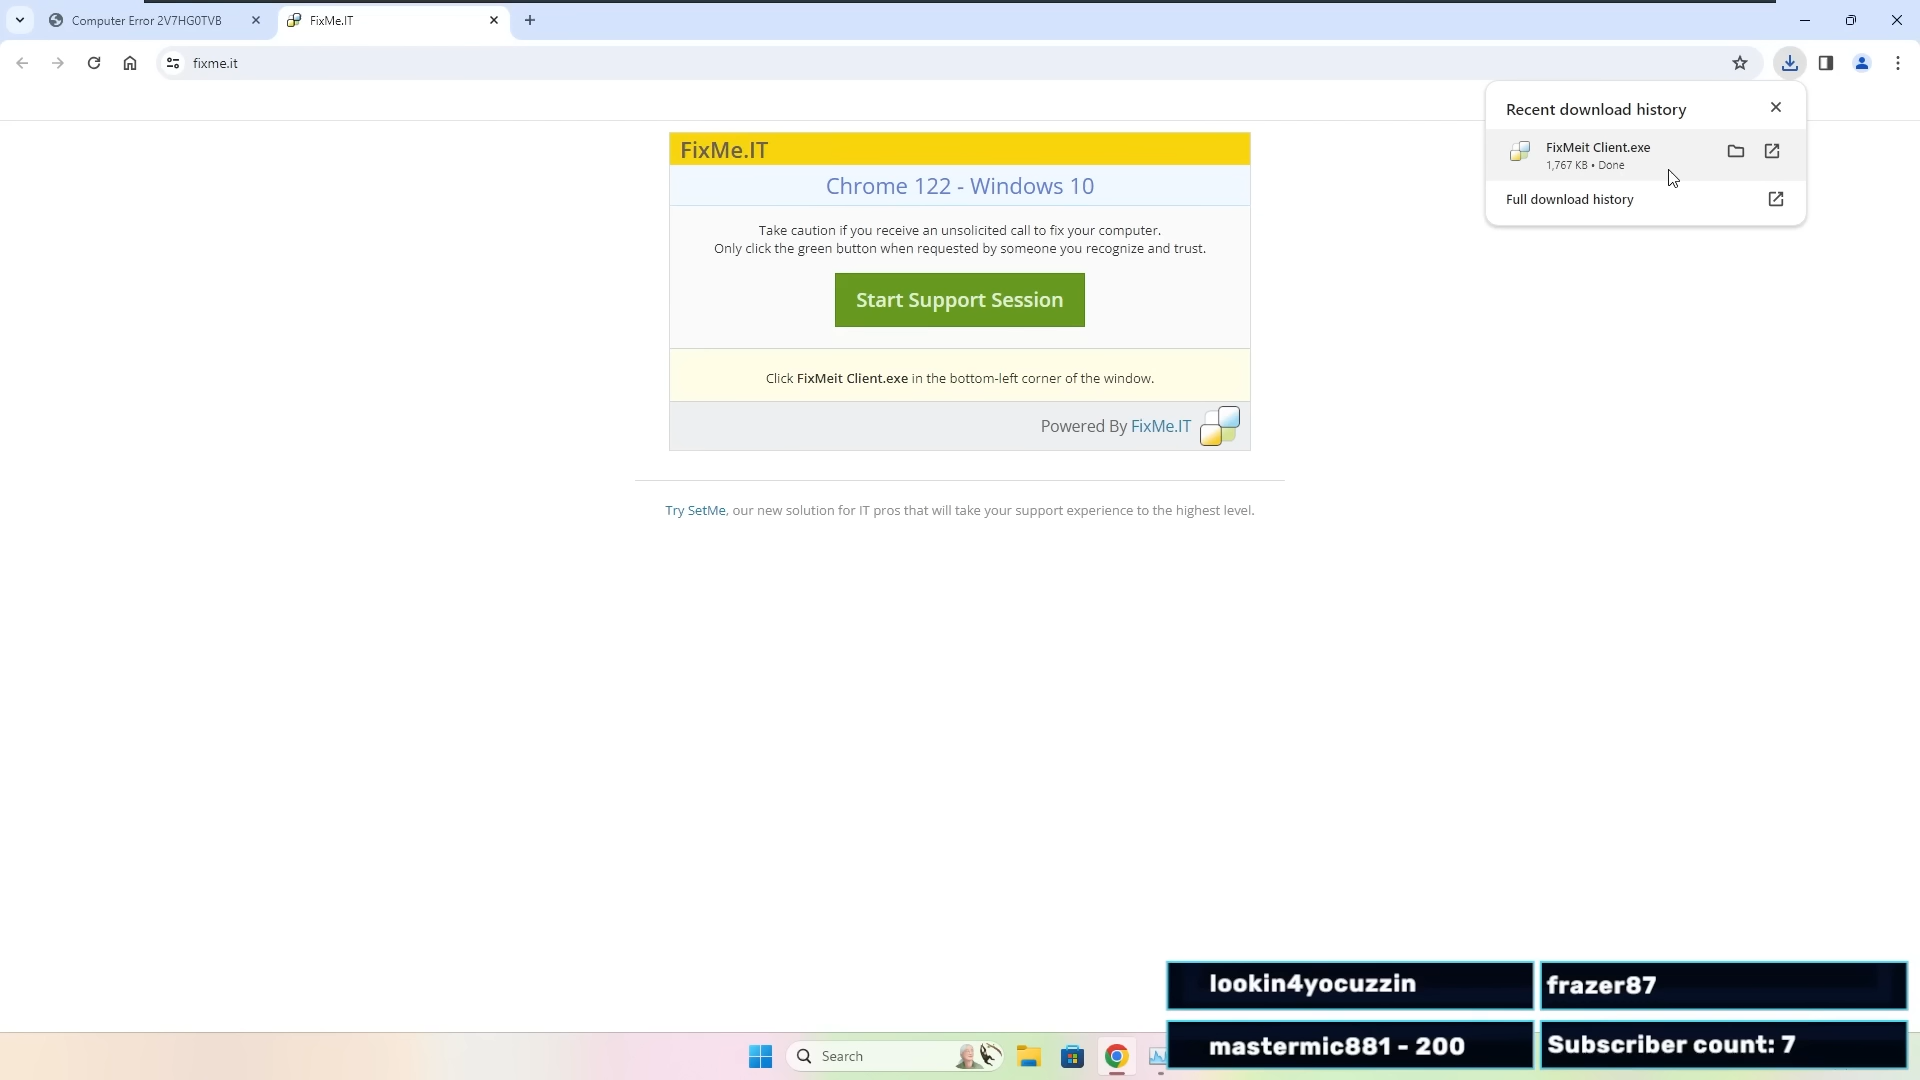 Computer Error 2V7HG0TVB
FixMe.IT
fixme.it
Recent download history
FixMeit Client.exe
1,767 KB • Done
Full download history
FixMe.IT
Chrome 122 - Windows 10
Take caution if you receive an unsolicited call to fix your computer.
Only click the green button when requested by someone you recognize and trust.
Start Support Session
Click FixMeit Client.exe in the bottom-left corner of the window.
Powered By FixMe.IT
Try SetMe, our new solution for IT pros that will take your support experience to the highest level.
lookin4yocuzzin
frazer87
mastermic881 - 200
Subscriber count: 7
Search